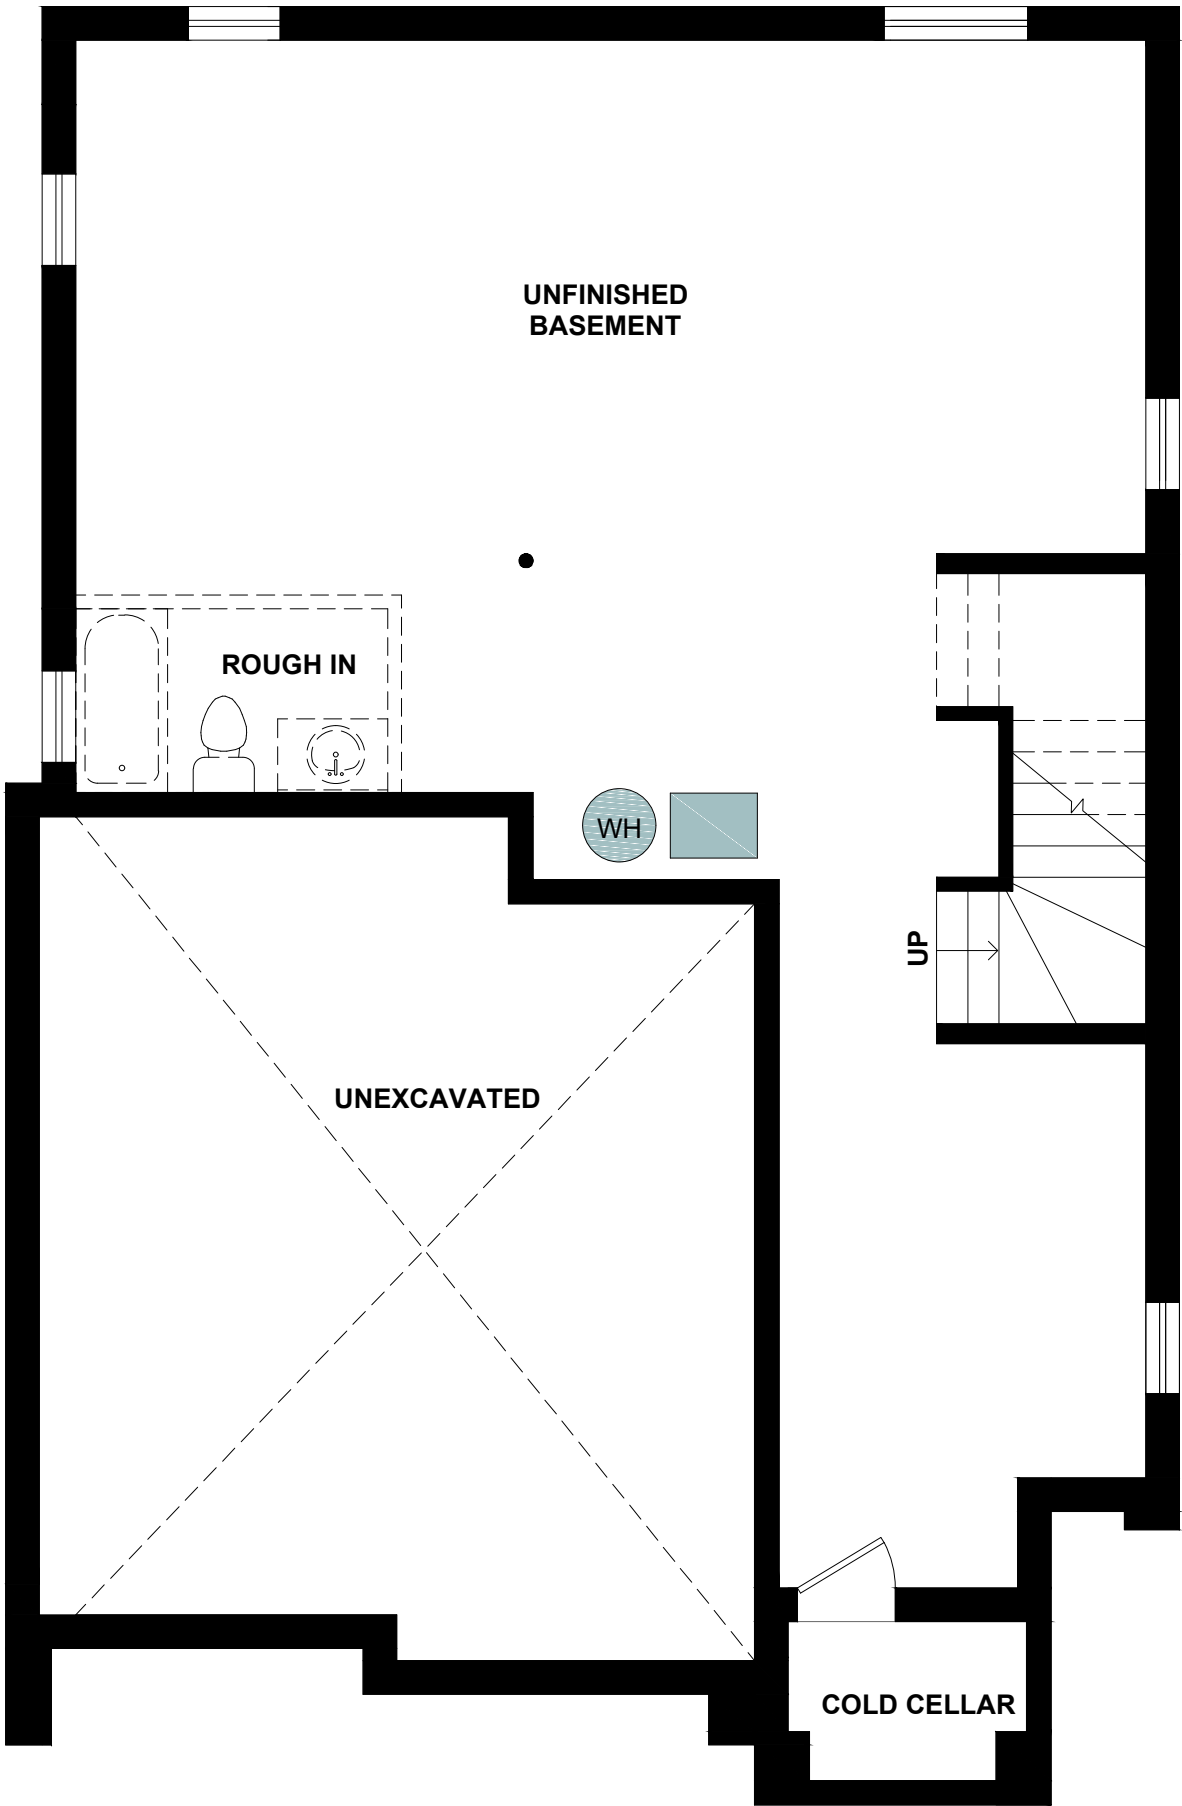 UNFINISHED
BASEMENT
ROUGH IN
WH
UP
UNEXCAVATED
COLD CELLAR